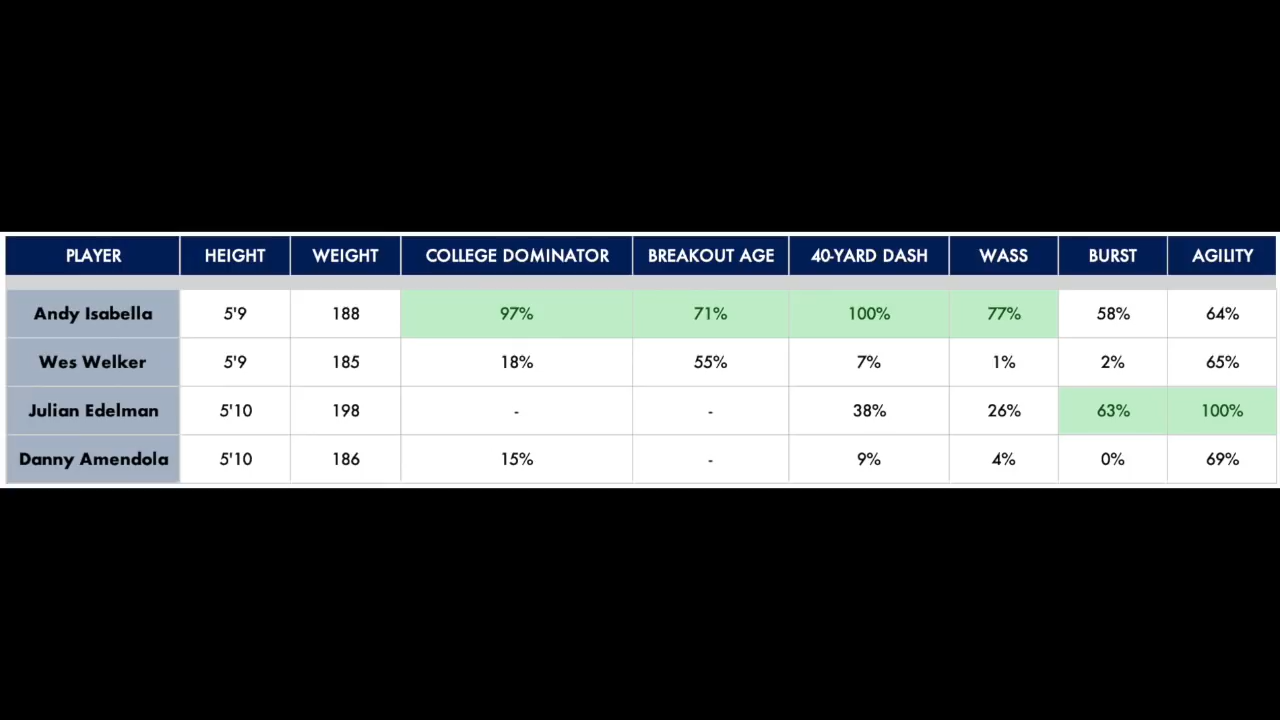 PLAYER HEIGHT WEIGHT COLLEGE DOMINATOR BREAKOUT AGE 40-YARD DASH WASS BURST AGILITY
Andy Isabella 5'9 188 97% 71% 100% 77% 58% 64%
Wes Welker 5'9 185 18% 55% 7% 1% 2% 65%
Julian Edelman 5'10 198 - - 38% 26% 63% 100%
Danny Amendola 5'10 186 15% - 9% 4% 0% 69%